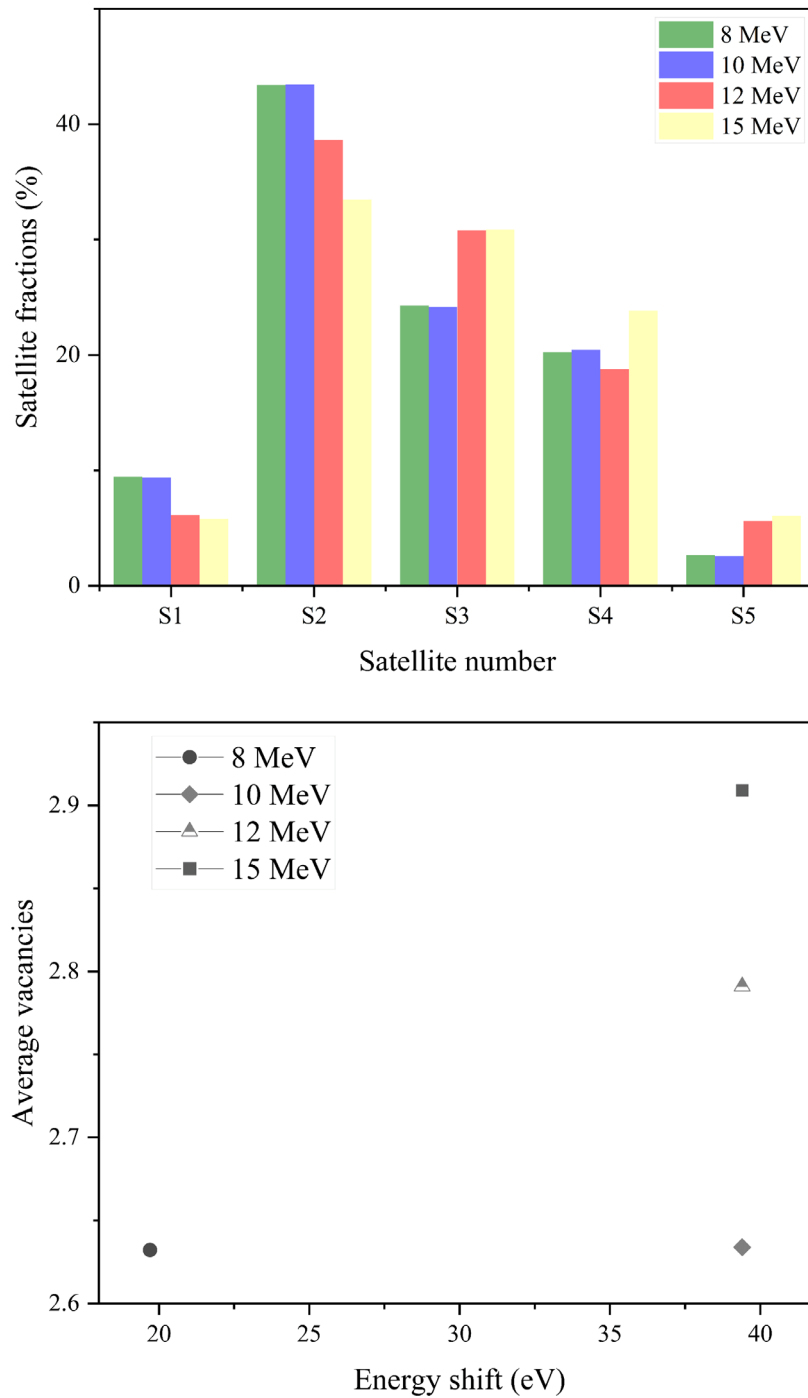 8 MeV
10 MeV
12 MeV
15 MeV
Satellite fractions (%)
40
20
0
S1 S2 S3 S4 S5
Satellite number
8 MeV
10 MeV
12 MeV
15 MeV
Average vacancies
2.9
2.8
2.7
2.6
20 25 30 35 40
Energy shift (eV)